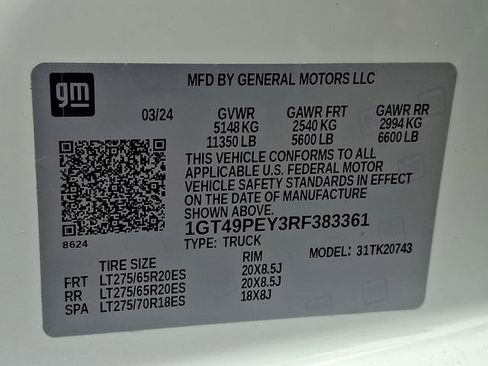 gm
MFD BY GENERAL MOTORS LLC
03/24 GVWR GAWR FRT GAWR RR
5148 KG 2540 KG 2994 KG
11350 LB 5600 LB 6600 LB
THIS VEHICLE CONFORMS TO ALL
APPLICABLE U.S. FEDERAL MOTOR
VEHICLE SAFETY STANDARDS IN EFFECT
ON THE DATE OF MANUFACTURE
SHOWN ABOVE.
1GT49PEY3RF383361
8624
TYPE: TRUCK
MODEL: 31TK20743
TIRE SIZE RIM
FRT LT275/65R20ES 20X8.5J
RR LT275/65R20ES 20X8.5J
SPA LT275/70R18ES 18X8J